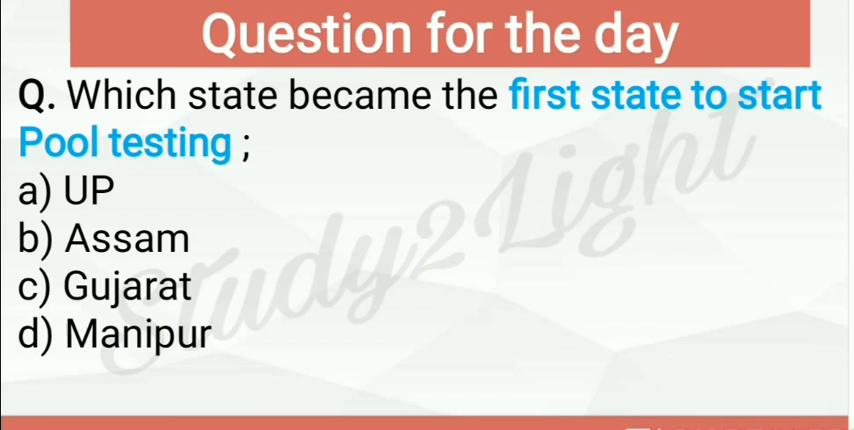 Question for the day
Q. Which state became the first state to start
Pool testing ;
a) UP
b) Assam
c) Gujarat
d) Manipur
Study2Light